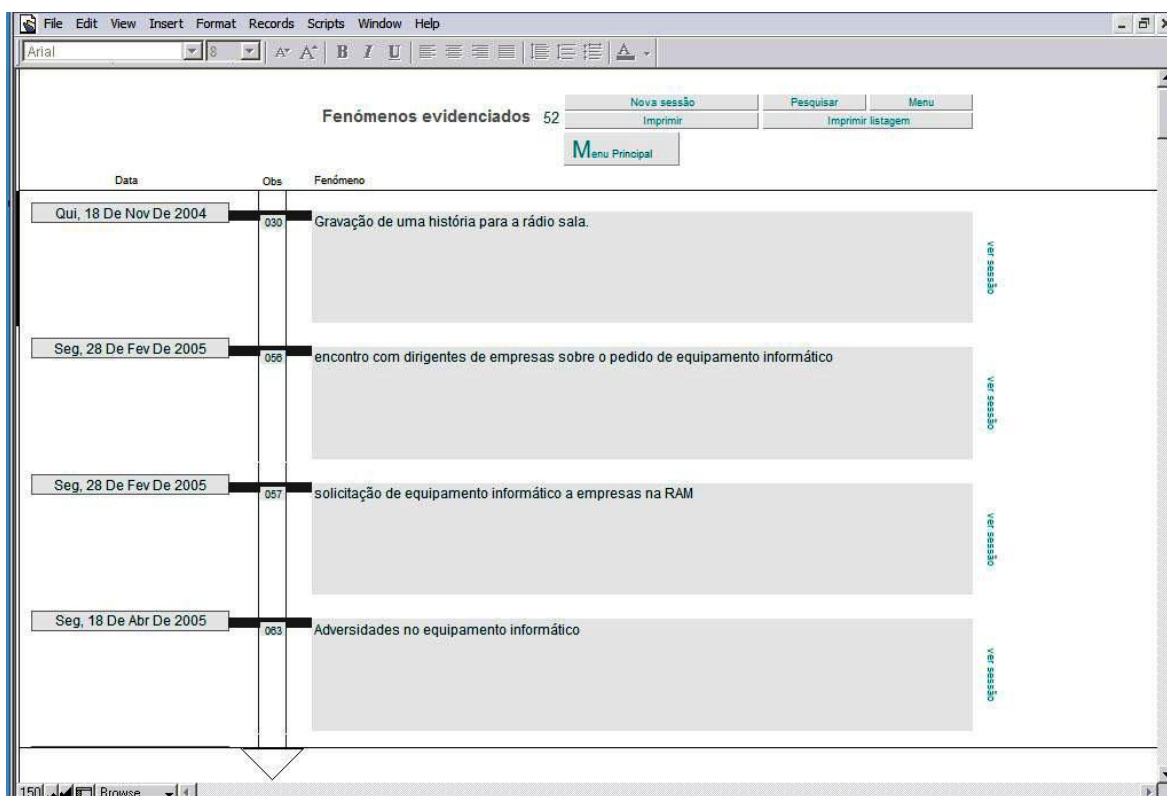 File Edit View Insert Format Records Scripts Window Help
Arial 8 B I U A
Nova sessão Pesquisar Menu
Fenómenos evidenciados 52 Imprimir Imprimir listagem
Menu Principal
Data Obs Fenómeno
Qui, 18 De Nov De 2004 030 Gravação de uma história para a rádio sala.
ver sessão
Seg, 28 De Fev De 2005 056 encontro com dirigentes de empresas sobre o pedido de equipamento informático
ver sessão
Seg, 28 De Fev De 2005 057 solicitação de equipamento informático a empresas na RAM
ver sessão
Seg, 18 De Abr De 2005 063 Adversidades no equipamento informático
ver sessão
150 Browse